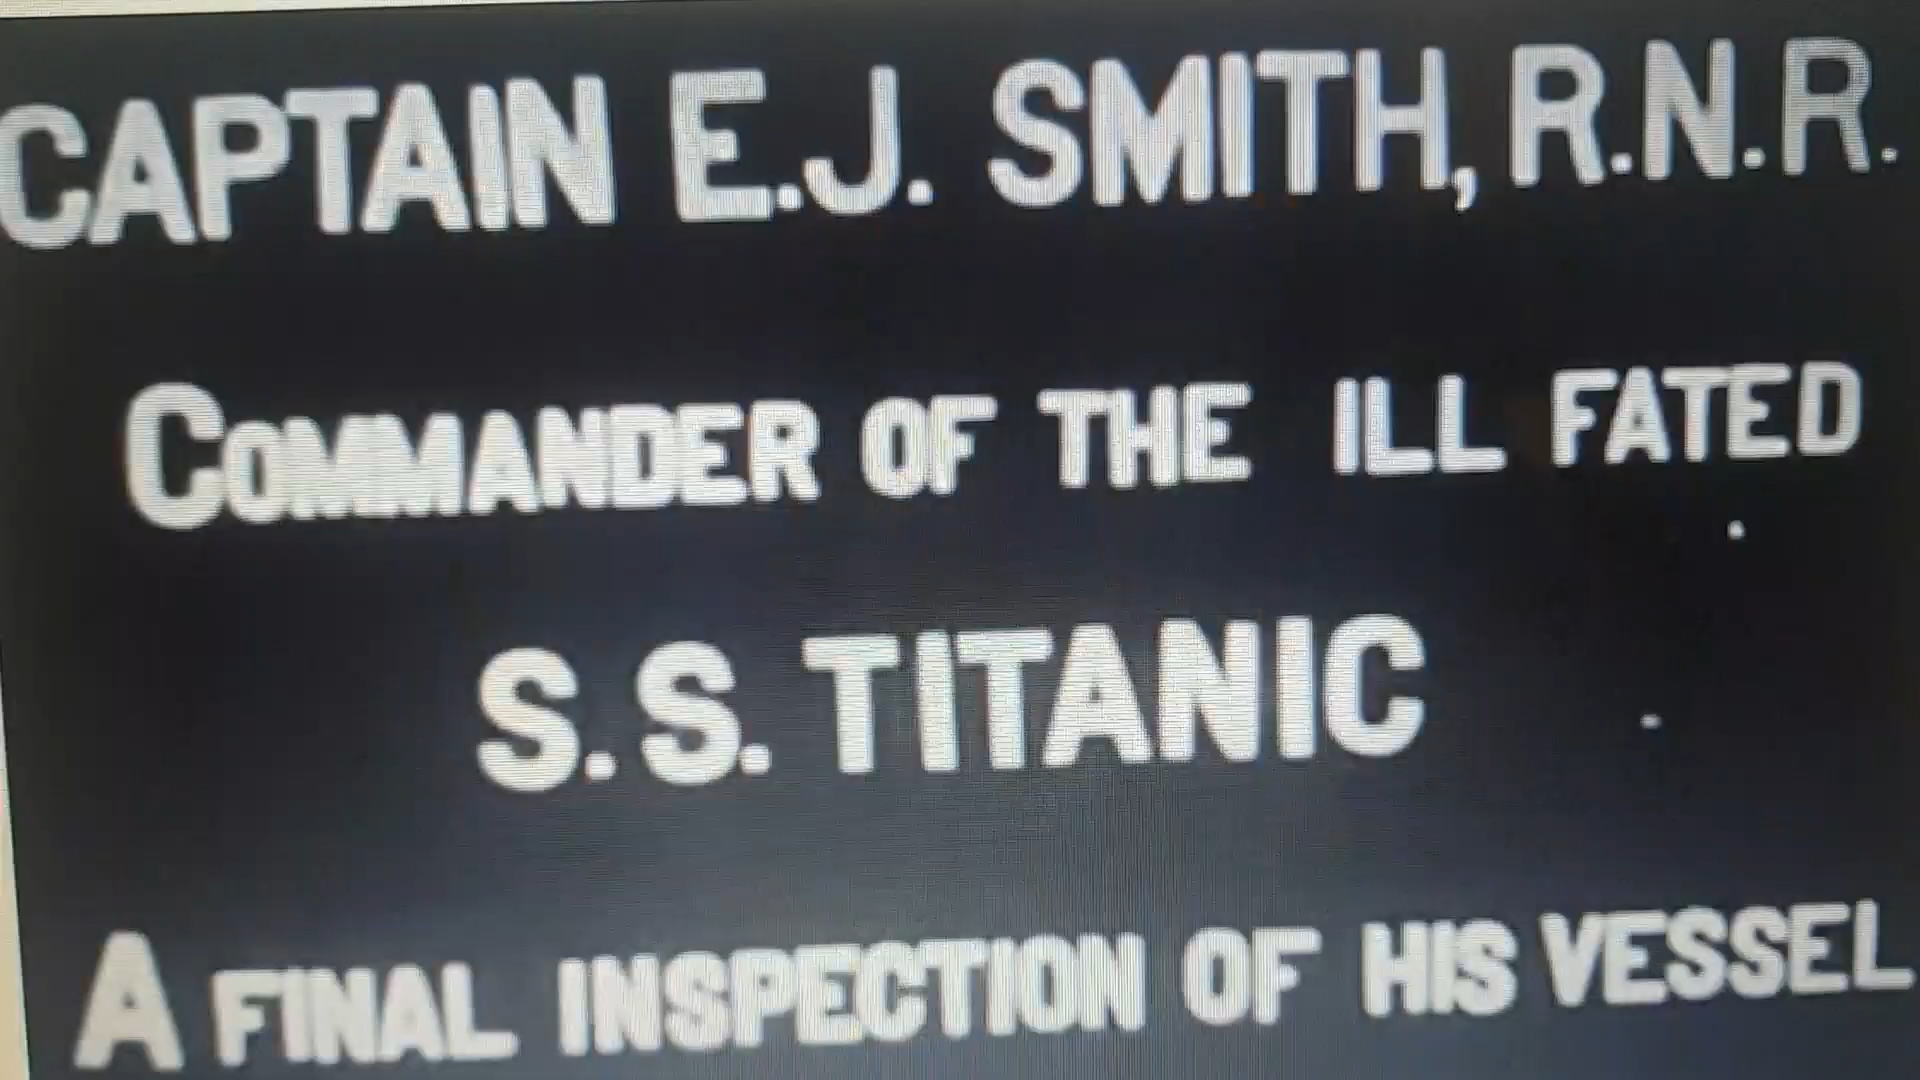 CAPTAIN E.J. SMITH, R.N.R.
COMMANDER OF THE ILL FATED
S.S. TITANIC
A FINAL INSPECTION OF HIS VESSEL